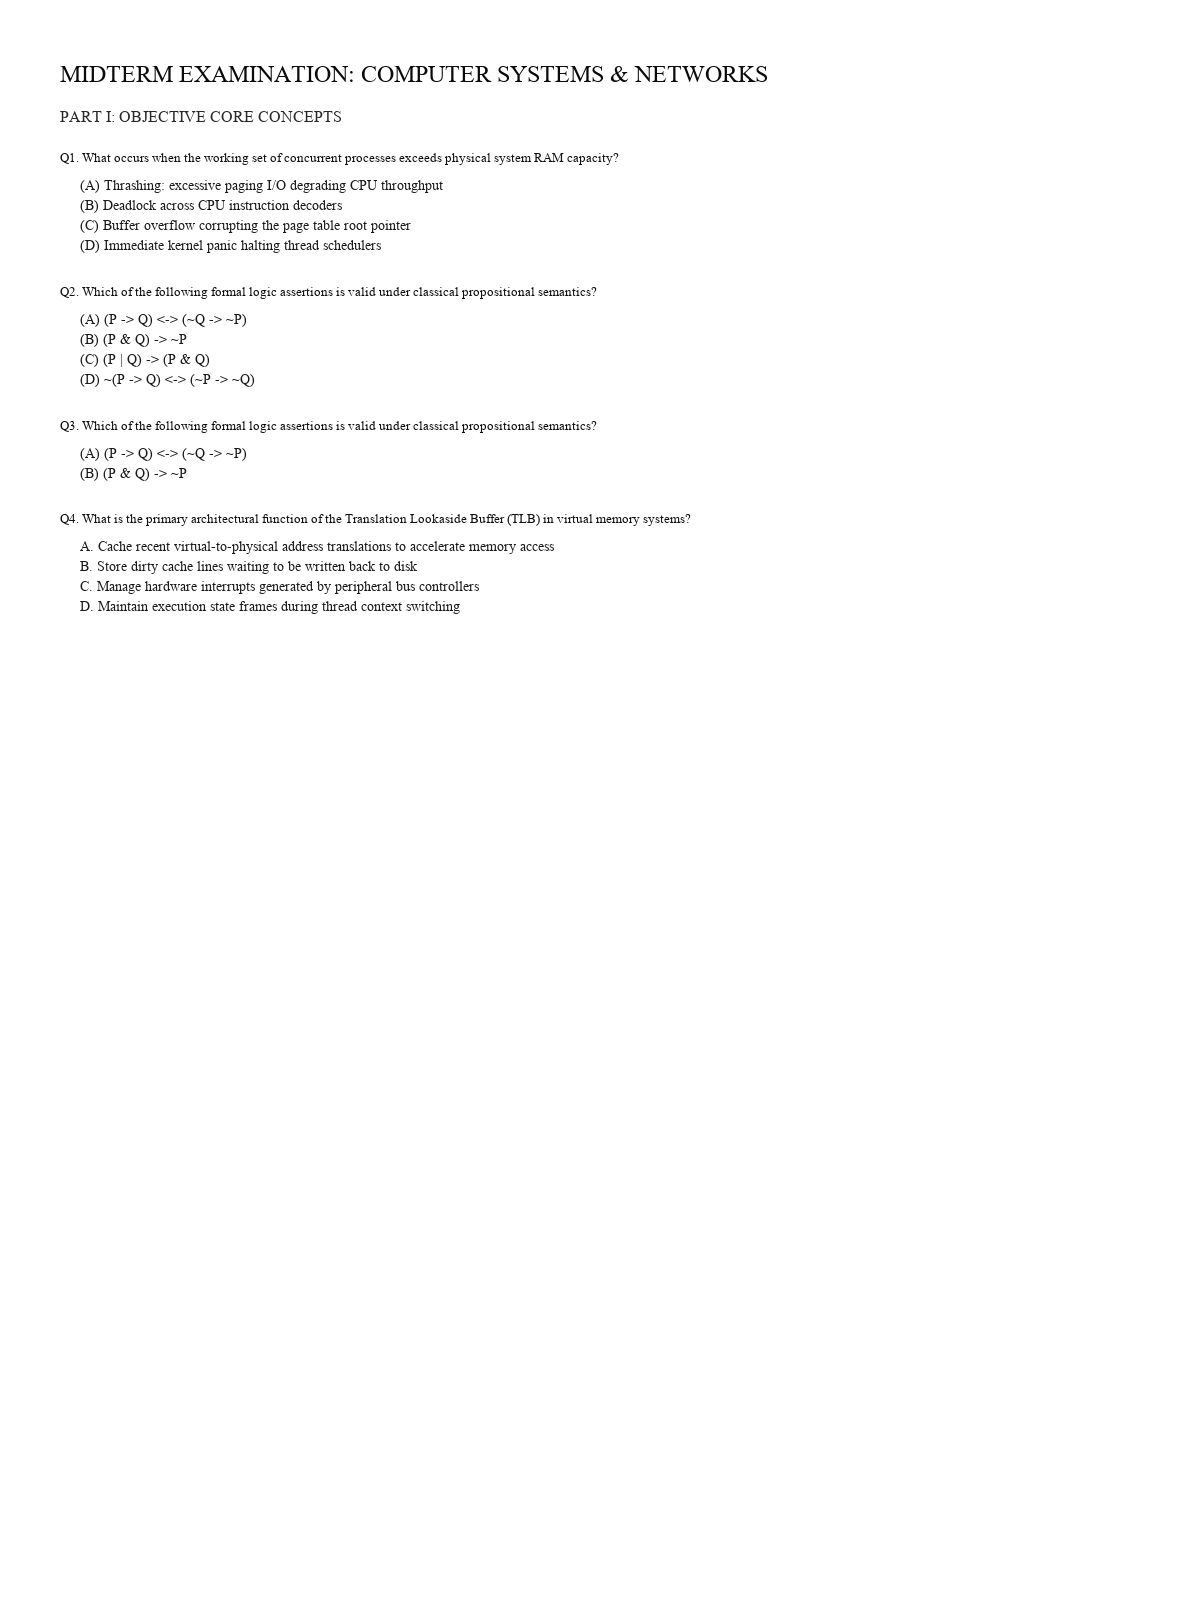 MIDTERM EXAMINATION: COMPUTER SYSTEMS & NETWORKS
PART I: OBJECTIVE CORE CONCEPTS
Q1. What occurs when the working set of concurrent processes exceeds physical system RAM capacity?
(A) Thrashing: excessive paging I/O degrading CPU throughput
(B) Deadlock across CPU instruction decoders
(C) Buffer overflow corrupting the page table root pointer
(D) Immediate kernel panic halting thread schedulers
Q2. Which of the following formal logic assertions is valid under classical propositional semantics?
(A) (P -> Q) <-> (~Q -> ~P)
(B) (P & Q) -> ~P
(C) (P | Q) -> (P & Q)
(D) ~(P -> Q) <-> (~P -> ~Q)
Q3. Which of the following formal logic assertions is valid under classical propositional semantics?
(A) (P -> Q) <-> (~Q -> ~P)
(B) (P & Q) -> ~P
Q4. What is the primary architectural function of the Translation Lookaside Buffer (TLB) in virtual memory systems?
A. Cache recent virtual-to-physical address translations to accelerate memory access
B. Store dirty cache lines waiting to be written back to disk
C. Manage hardware interrupts generated by peripheral bus controllers
D. Maintain execution state frames during thread context switching